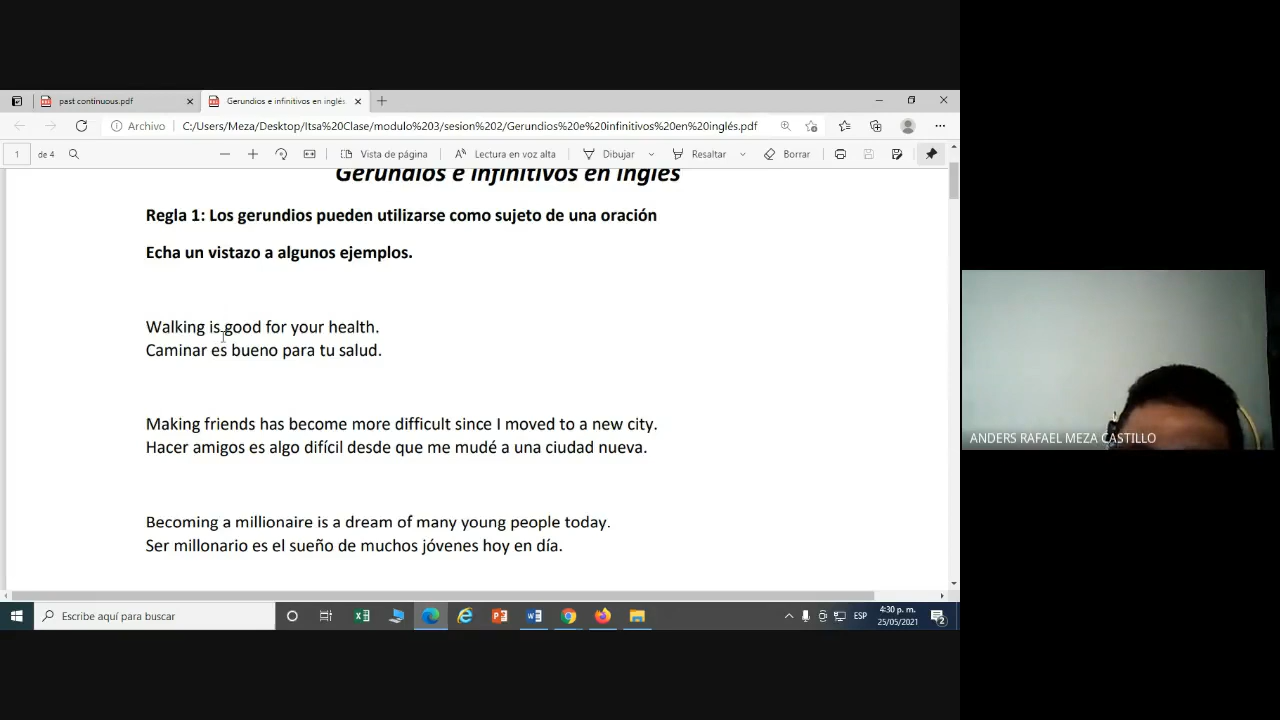 past continuous.pdf
Gerundios e infinitivos en inglés
Archivo C:/Users/Meza/Desktop/Itsa%20Clase/modulo%203/sesion%202/Gerundios%20e%20infinitivos%20en%20inglés.pdf
1 de 4 Vista de página Lectura en voz alta Dibujar Resaltar Borrar
Gerundios e infinitivos en inglés
Regla 1: Los gerundios pueden utilizarse como sujeto de una oración
Echa un vistazo a algunos ejemplos.
Walking is good for your health.
Caminar es bueno para tu salud.
Making friends has become more difficult since I moved to a new city.
Hacer amigos es algo difícil desde que me mudé a una ciudad nueva.
Becoming a millionaire is a dream of many young people today.
Ser millonario es el sueño de muchos jóvenes hoy en día.
ANDERS RAFAEL MEZA CASTILLO
Escribe aquí para buscar
ESP
4:30 p. m.
25/05/2021
2